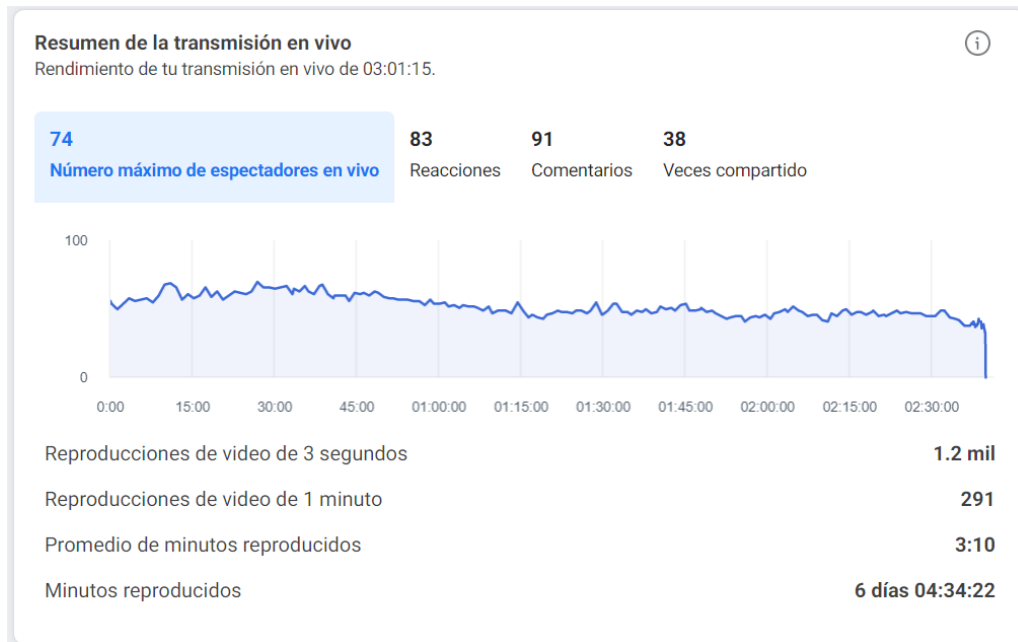 Resumen de la transmisión en vivo
Rendimiento de tu transmisión en vivo de 03:01:15.
74 83 91 38
Número máximo de espectadores en vivo Reacciones Comentarios Veces compartido
100
0
0:00 15:00 30:00 45:00 01:00:00 01:15:00 01:30:00 01:45:00 02:00:00 02:15:00 02:30:00
Reproducciones de video de 3 segundos 1.2 mil
Reproducciones de video de 1 minuto 291
Promedio de minutos reproducidos 3:10
Minutos reproducidos 6 días 04:34:22